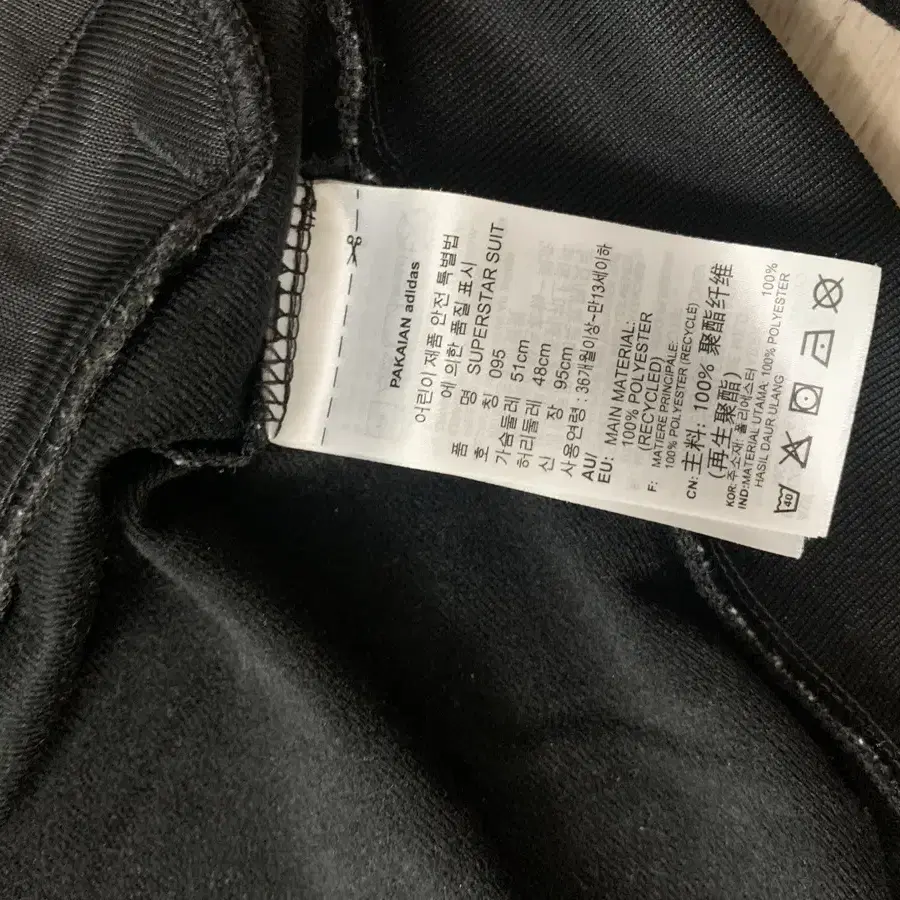 PAKAIAN adidas
어린이 제품 안전 특별법
에 의한 품질 표시
품 명 SUPERSTAR SUIT
호 칭 095
가슴둘레 51cm
허리둘레 48cm
신 장 95cm
사용연령 : 36개월이상~만13세이하
AU/
EU: MAIN MATERIAL:
100% POLYESTER
(RECYCLED)
F: MATIERE PRINCIPALE:
100% POLYESTER (RECYCLE)
CN: 主料: 100% 聚酯纤维
(再生聚酯)
KOR: 주소재: 폴리에스터 100%
IND: MATERIAL UTAMA: 100% POLYESTER
HASIL DAUR ULANG
40